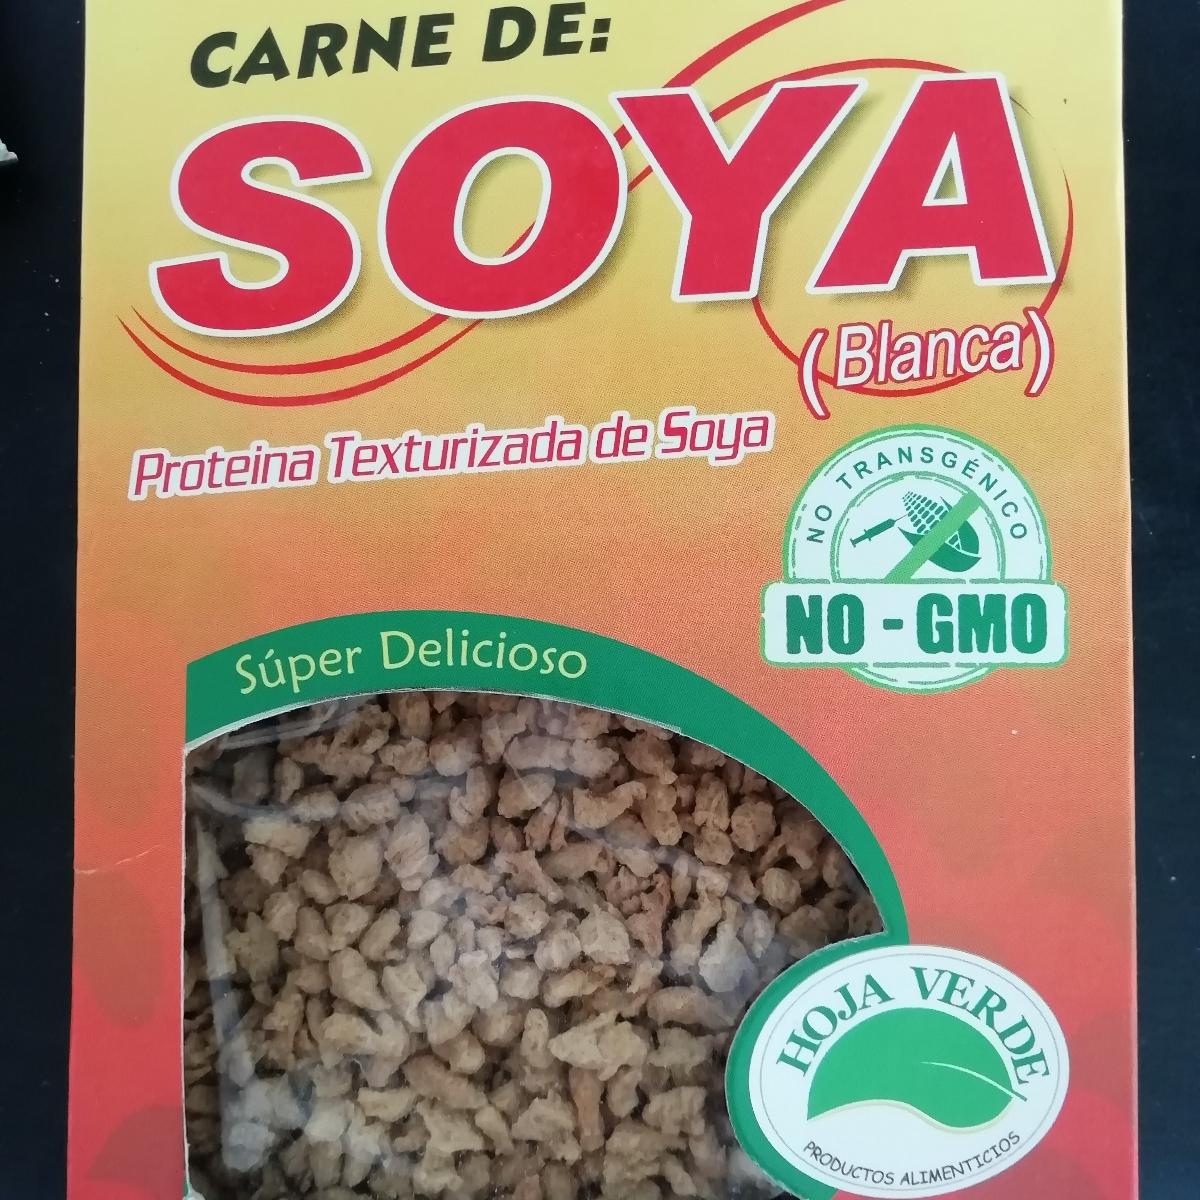 CARNE DE:
SOYA
(Blanca)
Proteina Texturizada de Soya
NO TRANSGÉNICO
NO - GMO
Súper Delicioso
HOJA VERDE
PRODUCTOS ALIMENTICIOS